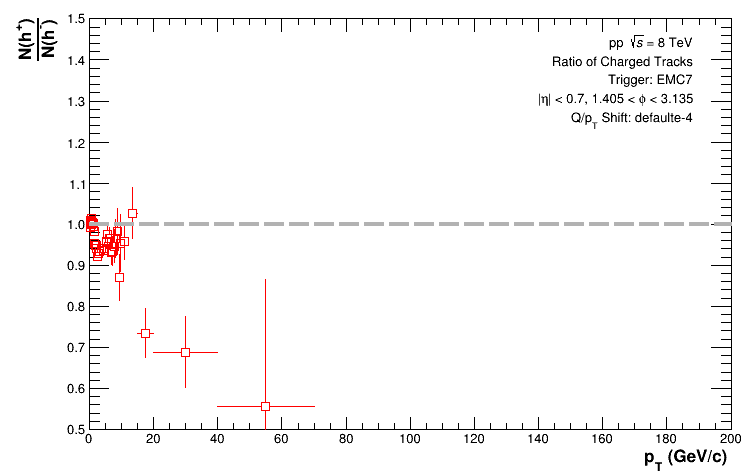 N(h⁺)
N(h⁻)
1.5
1.4
1.3
1.2
1.1
1.0
0.9
0.8
0.7
0.6
0.5
pp √s = 8 TeV
Ratio of Charged Tracks
Trigger: EMC7
|η| < 0.7, 1.405 < ϕ < 3.135
Q/p_T Shift: defaulte-4
0 20 40 60 80 100 120 140 160 180 200
p_T (GeV/c)